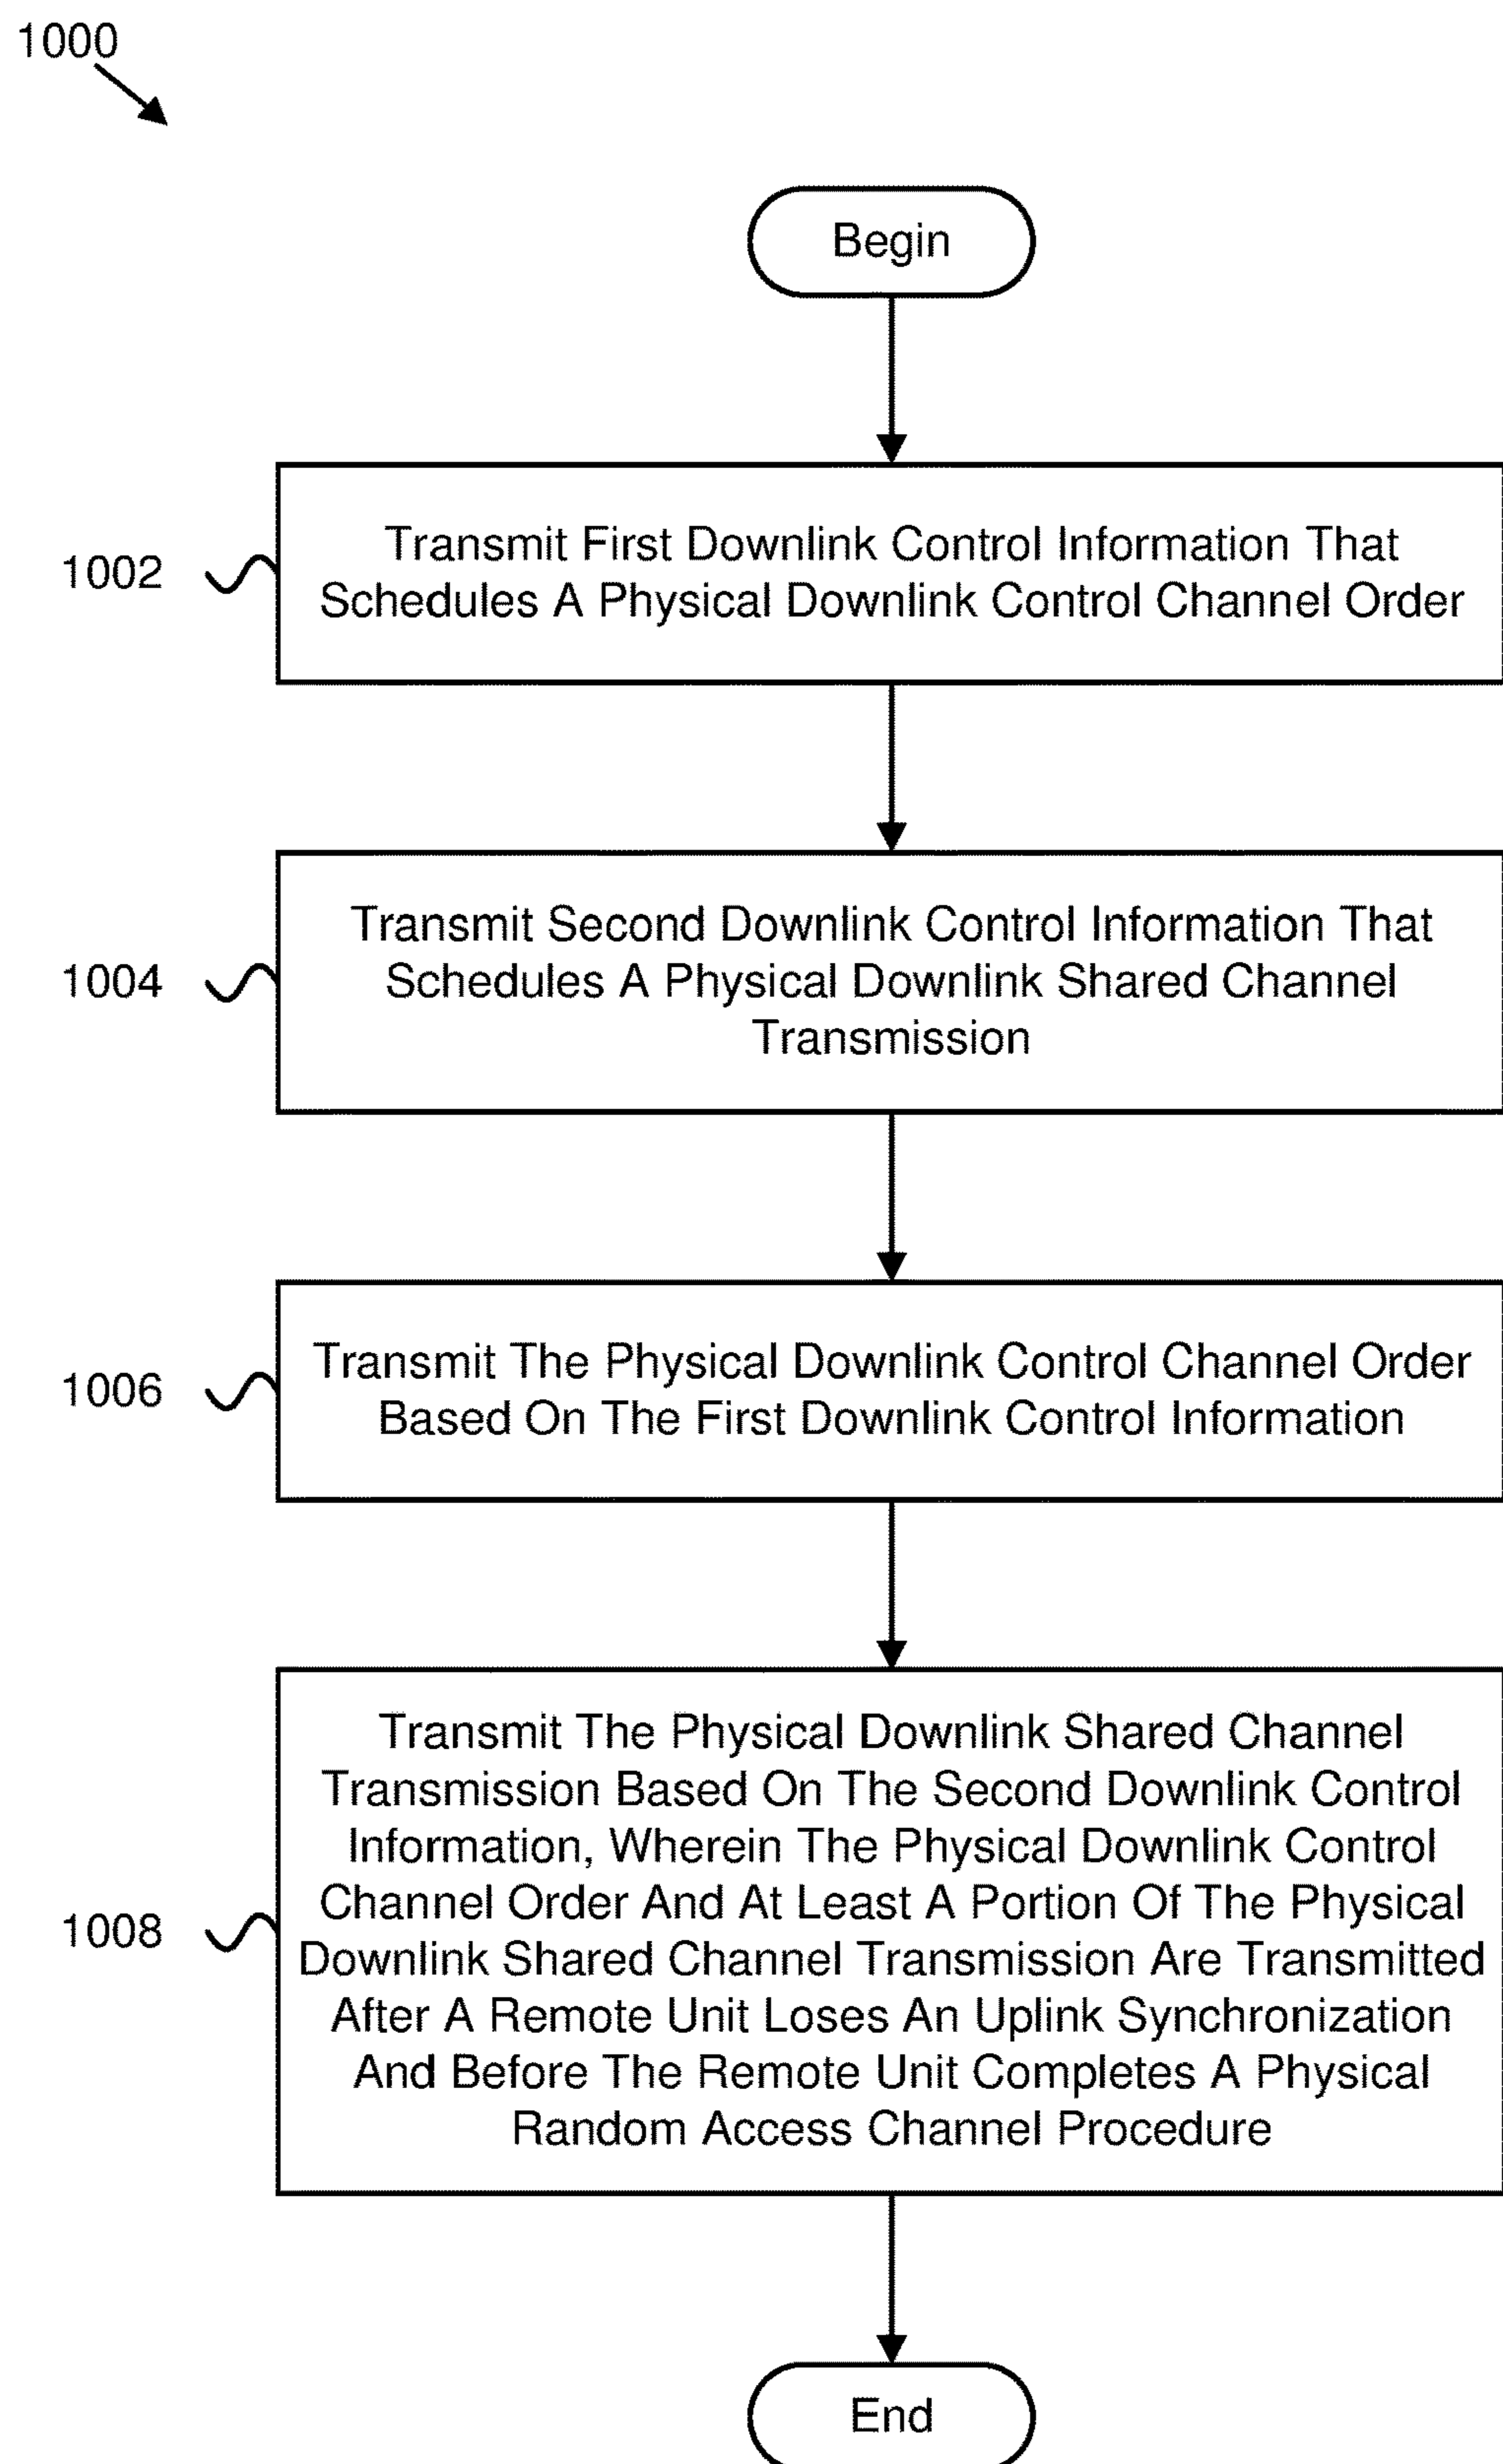 1000
Begin
1002
Transmit First Downlink Control Information That
Schedules A Physical Downlink Control Channel Order
1004
Transmit Second Downlink Control Information That
Schedules A Physical Downlink Shared Channel
Transmission
1006
Transmit The Physical Downlink Control Channel Order
Based On The First Downlink Control Information
1008
Transmit The Physical Downlink Shared Channel
Transmission Based On The Second Downlink Control
Information, Wherein The Physical Downlink Control
Channel Order And At Least A Portion Of The Physical
Downlink Shared Channel Transmission Are Transmitted
After A Remote Unit Loses An Uplink Synchronization
And Before The Remote Unit Completes A Physical
Random Access Channel Procedure
End